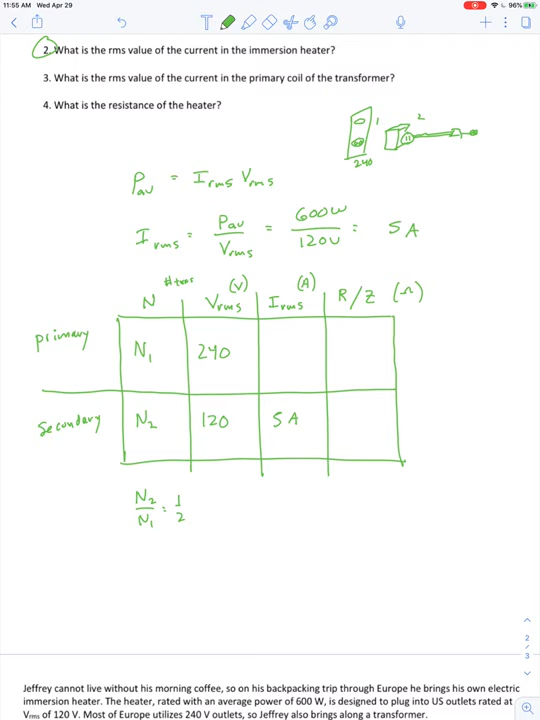 11:55 AM Wed Apr 29
96%
2. What is the rms value of the current in the immersion heater?
3. What is the rms value of the current in the primary coil of the transformer?
4. What is the resistance of the heater?
1
2
240
Pav = Irms Vrms
Irms = Pav / Vrms = 600W / 120V = 5 A
# turns (V) (A)
N Vrms Irms R/Z (Ω)
primary N1 240
Secondary N2 120 5 A
N2 / N1 = 1 / 2
2
/
3
Jeffrey cannot live without his morning coffee, so on his backpacking trip through Europe he brings his own electric
immersion heater. The heater, rated with an average power of 600 W, is designed to plug into US outlets rated at
Vrms of 120 V. Most of Europe utilizes 240 V outlets, so Jeffrey also brings along a transformer.